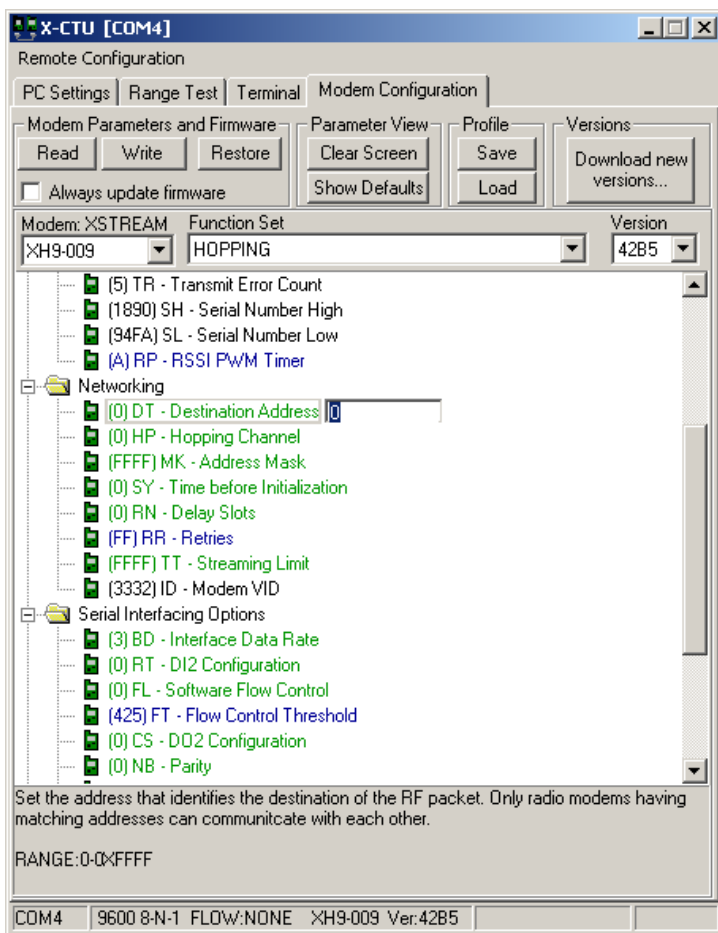 X-CTU [COM4]
Remote Configuration
PC Settings Range Test Terminal Modem Configuration
Modem Parameters and Firmware Parameter View Profile Versions
Read Write Restore Clear Screen Save Download new versions...
Always update firmware Show Defaults Load
Modem: XSTREAM Function Set Version
XH9-009 HOPPING 42B5
(5) TR - Transmit Error Count
(1890) SH - Serial Number High
(94FA) SL - Serial Number Low
(A) RP - RSSI PWM Timer
Networking
(0) DT - Destination Address 0
(0) HP - Hopping Channel
(FFFF) MK - Address Mask
(0) SY - Time before Initialization
(0) RN - Delay Slots
(FF) RR - Retries
(FFFF) TT - Streaming Limit
(3332) ID - Modem VID
Serial Interfacing Options
(3) BD - Interface Data Rate
(0) RT - DI2 Configuration
(0) FL - Software Flow Control
(425) FT - Flow Control Threshold
(0) CS - DO2 Configuration
(0) NB - Parity
Set the address that identifies the destination of the RF packet. Only radio modems having
matching addresses can communitcate with each other.
RANGE:0-0XFFFF
COM4 9600 8-N-1 FLOW:NONE XH9-009 Ver:42B5